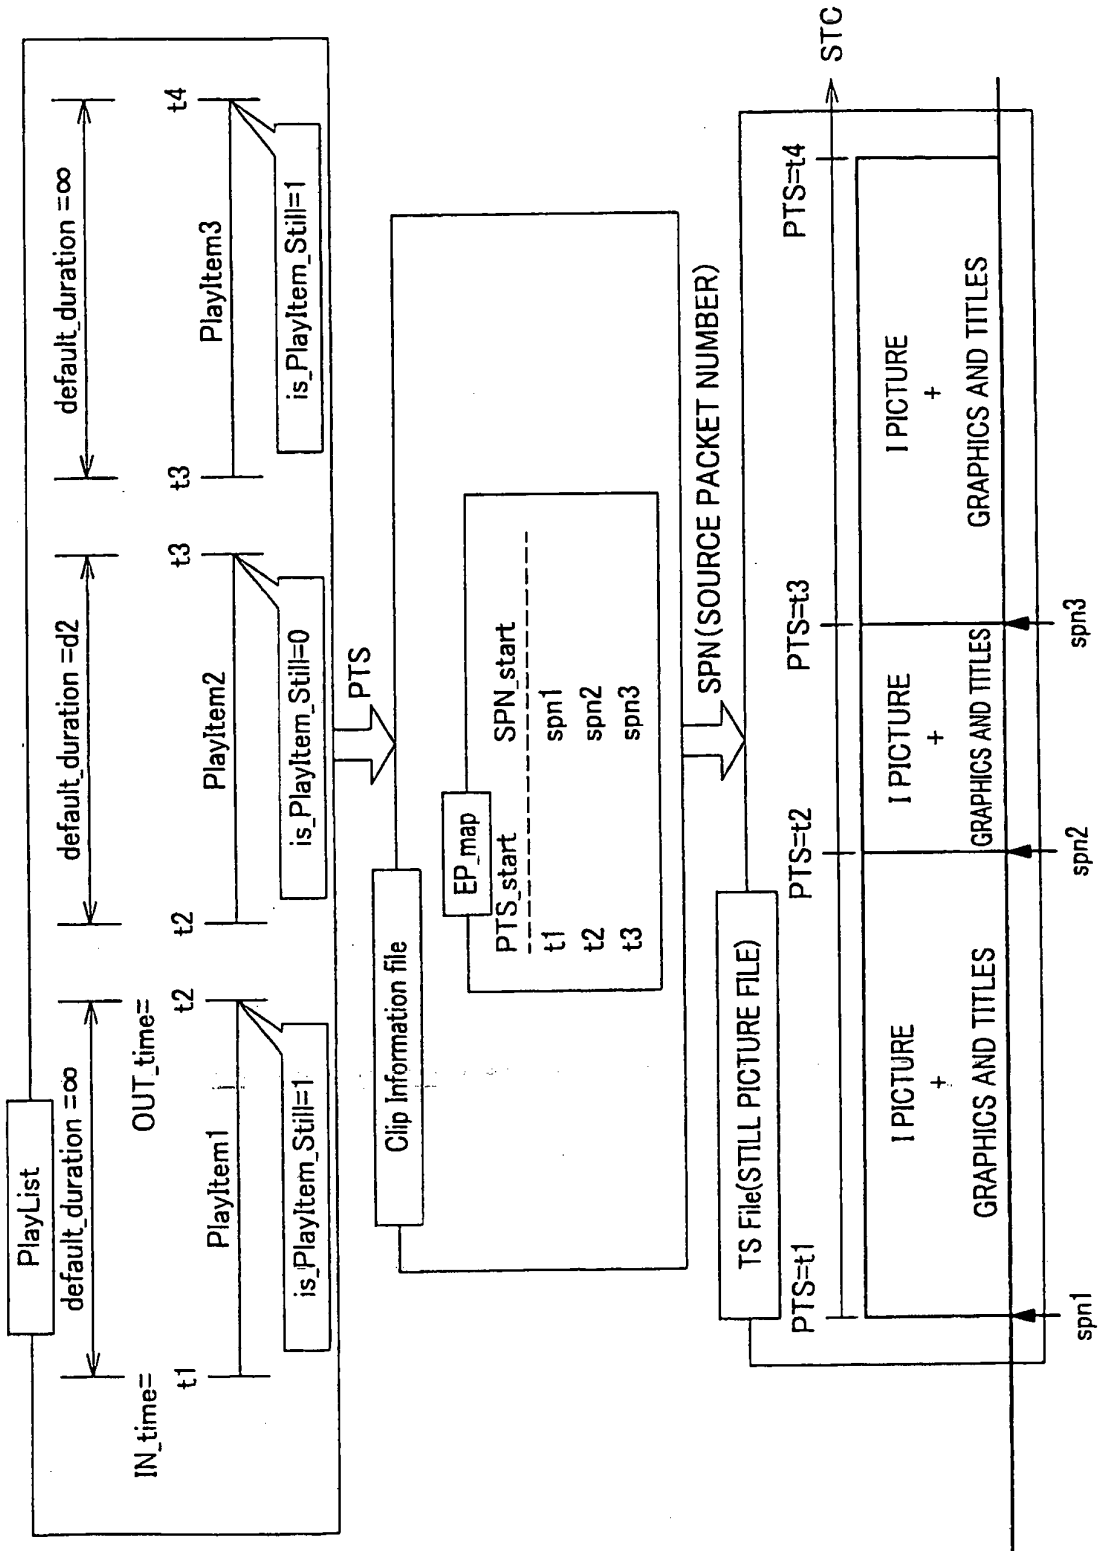 PlayList
default_duration =∞
default_duration =d2
default_duration =∞
IN_time=
OUT_time=
t1
t2
t2
t3
t3
t4
PlayItem1
PlayItem2
PlayItem3
is_PlayItem_Still=1
is_PlayItem_Still=0
is_PlayItem_Still=1
PTS
Clip Information file
EP_map
PTS_start SPN_start
t1 spn1
t2 spn2
t3 spn3
SPN(SOURCE PACKET NUMBER)
TS File(STILL PICTURE FILE)
STC
PTS=t1
PTS=t2
PTS=t3
PTS=t4
I PICTURE
+
GRAPHICS AND TITLES
I PICTURE
+
GRAPHICS AND TITLES
I PICTURE
+
GRAPHICS AND TITLES
spn1
spn2
spn3